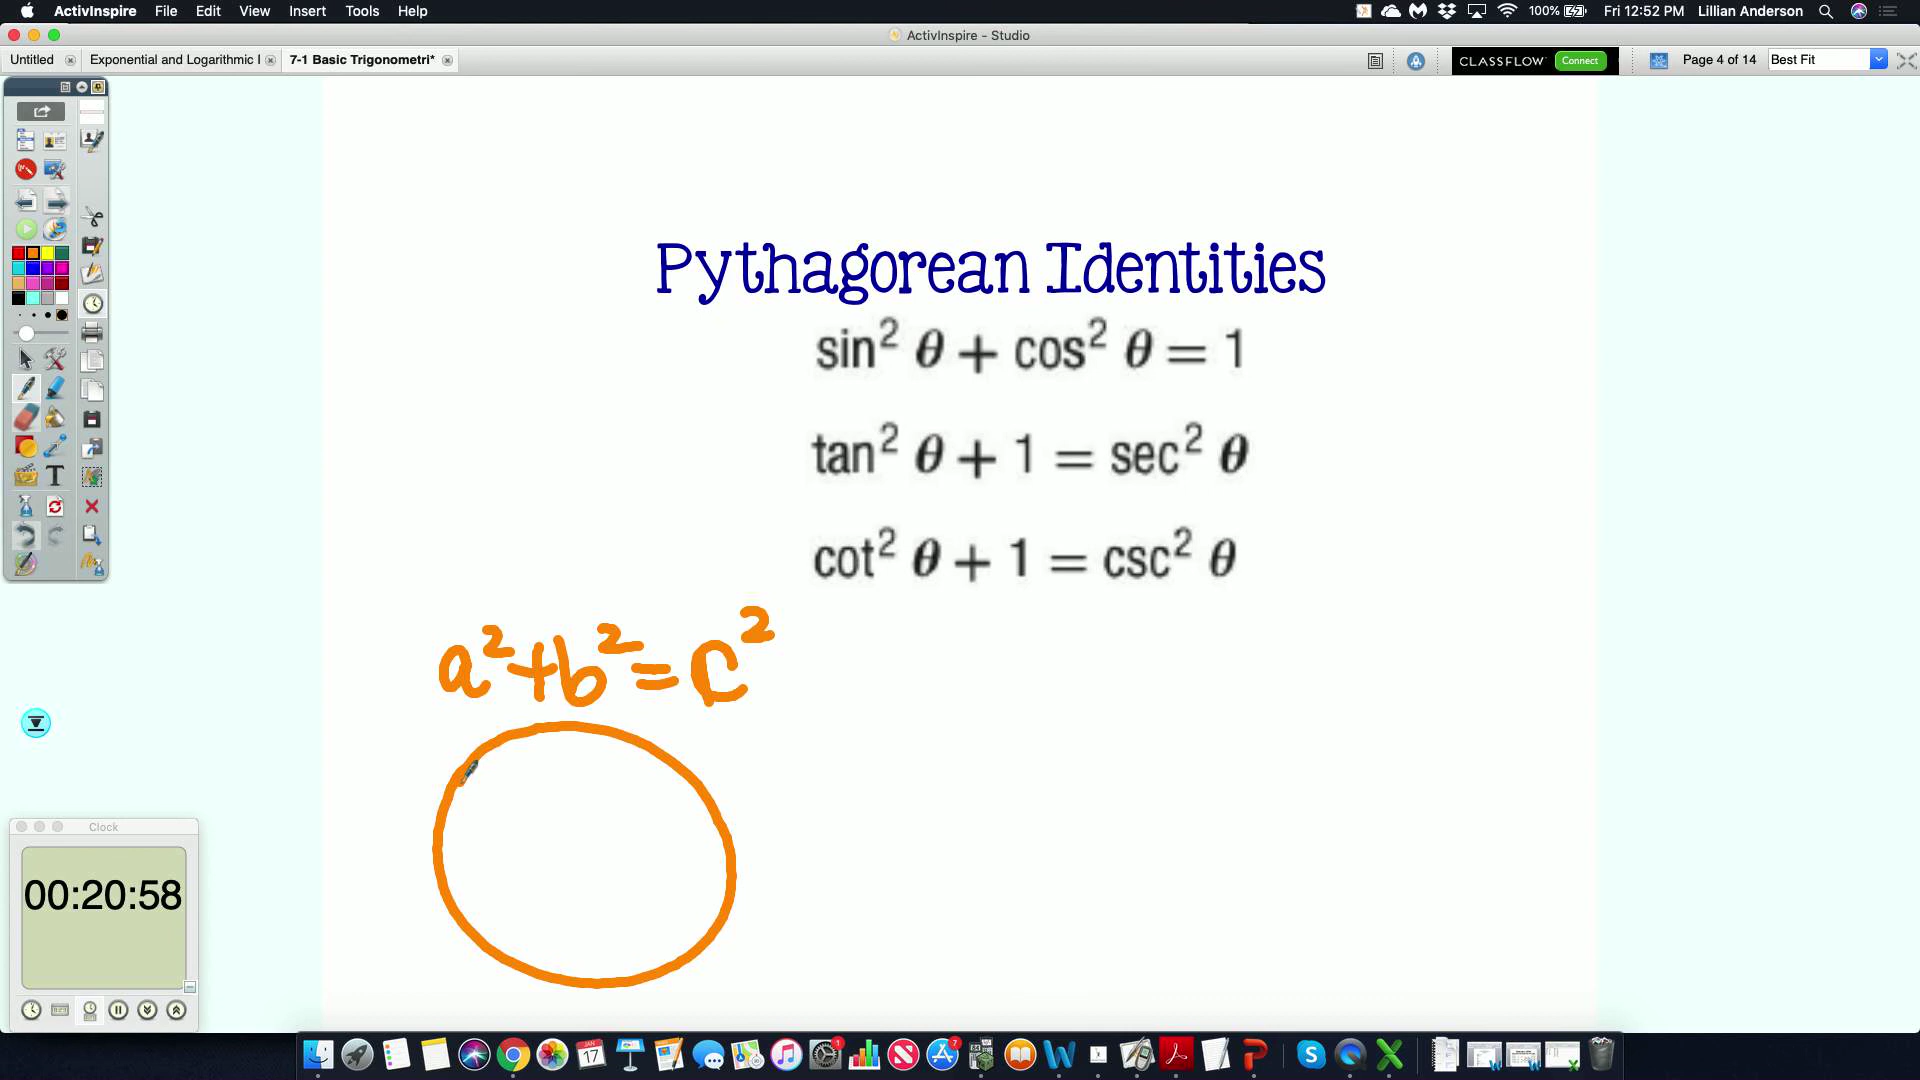 ActivInspire File Edit View Insert Tools Help 100% Fri 12:52 PM Lillian Anderson
ActivInspire - Studio
Untitled Exponential and Logarithmic I 7-1 Basic Trigonometri* CLASSFLOW Connect Page 4 of 14 Best Fit
Pythagorean Identities
sin² θ + cos² θ = 1
tan² θ + 1 = sec² θ
cot² θ + 1 = csc² θ
a²+b²=c²
Clock
00:20:58
JAN
17